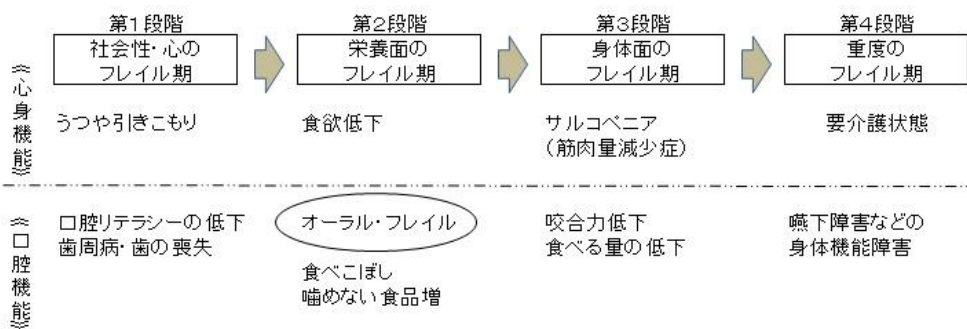 第1段階
社会性・心の
フレイル期
第2段階
栄養面の
フレイル期
第3段階
身体面の
フレイル期
第4段階
重度の
フレイル期
《心身機能》
うつや引きこもり
食欲低下
サルコペニア
（筋肉量減少症）
要介護状態
《口腔機能》
口腔リテラシーの低下
歯周病・歯の喪失
オーラル・フレイル
食べこぼし
噛めない食品増
咬合力低下
食べる量の低下
嚥下障害などの
身体機能障害